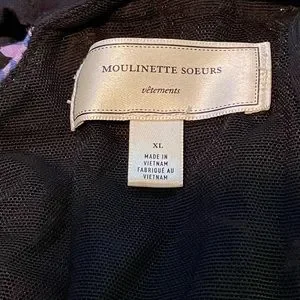 MOULINETTE SOEURS
vêtements
XL
MADE IN
VIETNAM
FABRIQUÉ AU
VIETNAM